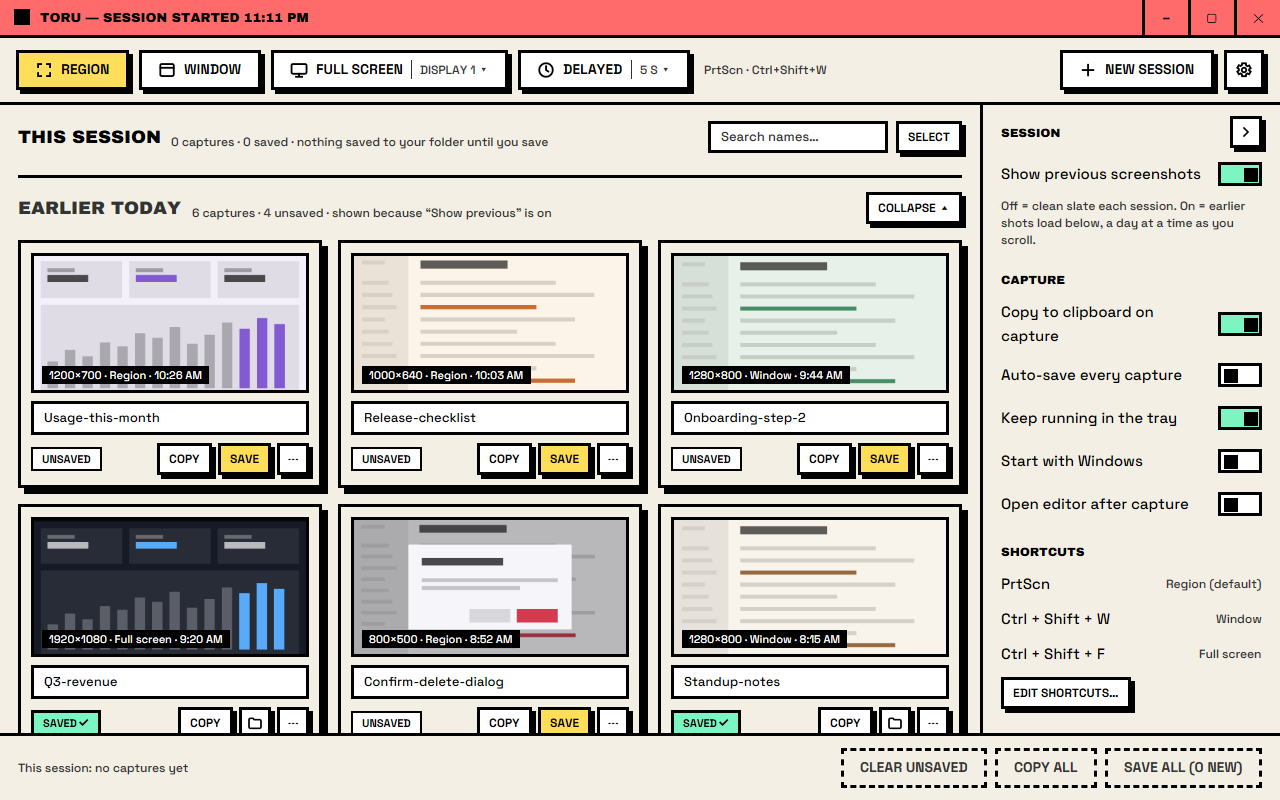 TORU — SESSION STARTED 11:11 PM
REGION
WINDOW
FULL SCREEN DISPLAY 1
DELAYED 5 S
PrtScn · Ctrl+Shift+W
NEW SESSION
THIS SESSION
0 captures · 0 saved · nothing saved to your folder until you save
Search names...
SELECT
EARLIER TODAY
6 captures · 4 unsaved · shown because “Show previous” is on
COLLAPSE
1200×700 · Region · 10:26 AM
Usage-this-month
UNSAVED
COPY
SAVE
···
1000×640 · Region · 10:03 AM
Release-checklist
UNSAVED
COPY
SAVE
···
1280×800 · Window · 9:44 AM
Onboarding-step-2
UNSAVED
COPY
SAVE
···
1920×1080 · Full screen · 9:20 AM
Q3-revenue
SAVED
COPY
···
800×500 · Region · 8:52 AM
Confirm-delete-dialog
UNSAVED
COPY
SAVE
···
1280×800 · Window · 8:15 AM
Standup-notes
SAVED
COPY
···
SESSION
Show previous screenshots
Off = clean slate each session. On = earlier
shots load below, a day at a time as you
scroll.
CAPTURE
Copy to clipboard on
capture
Auto-save every capture
Keep running in the tray
Start with Windows
Open editor after capture
SHORTCUTS
PrtScn Region (default)
Ctrl + Shift + W Window
Ctrl + Shift + F Full screen
EDIT SHORTCUTS...
This session: no captures yet
CLEAR UNSAVED
COPY ALL
SAVE ALL (0 NEW)